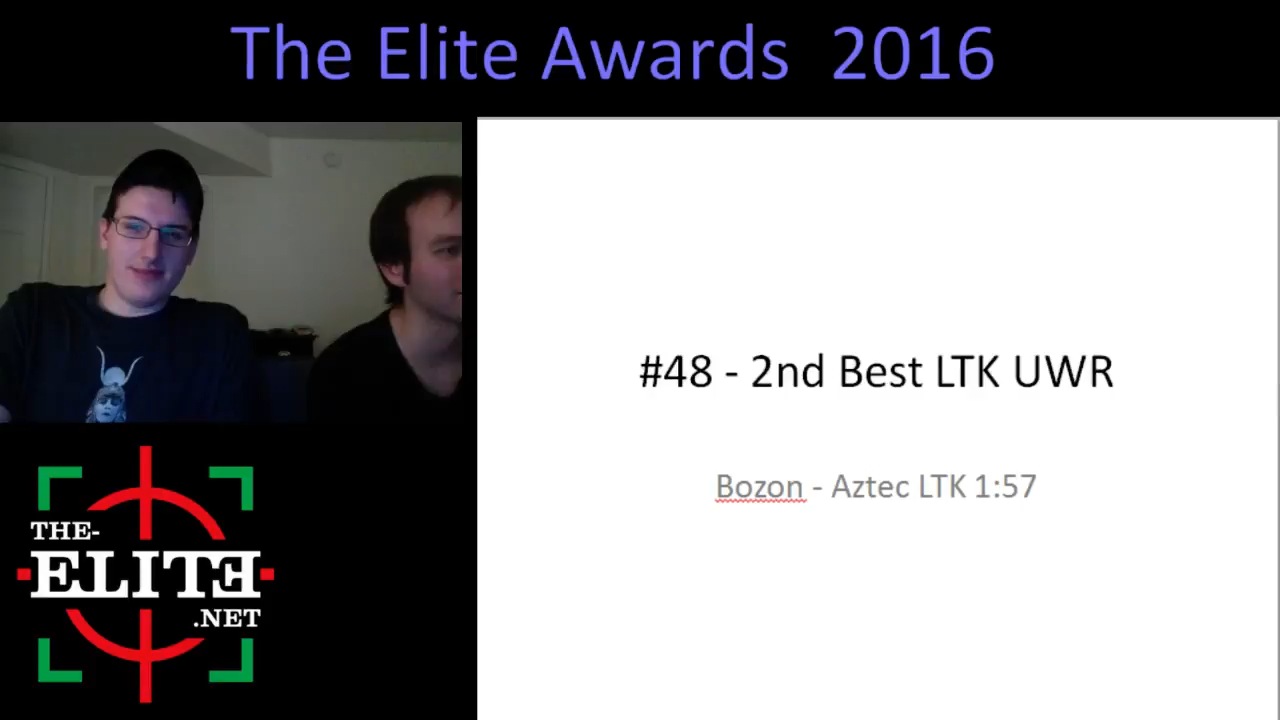 The Elite Awards 2016
#48 - 2nd Best LTK UWR
Bozon - Aztec LTK 1:57
THE-
ELITE
.NET